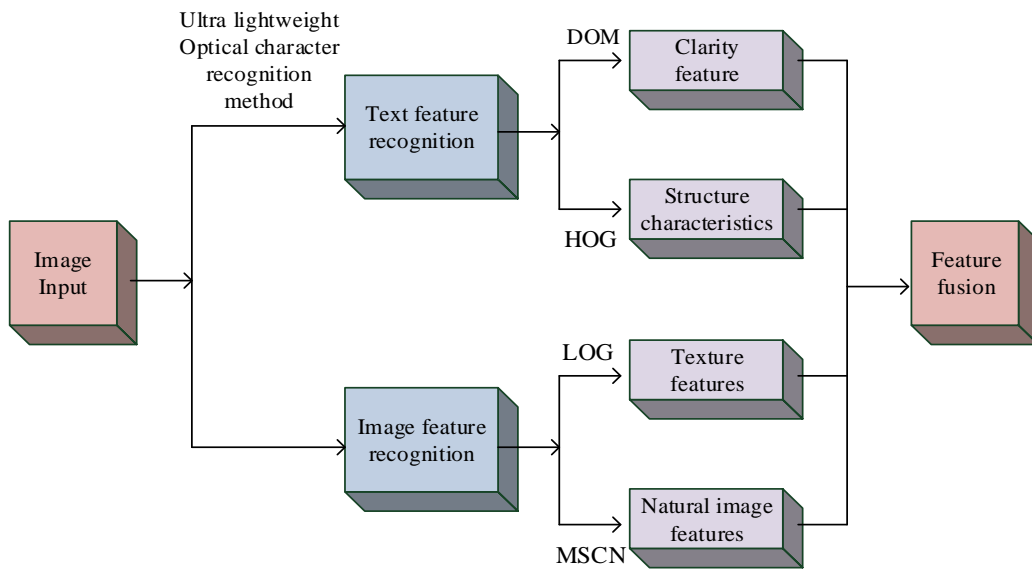 Ultra lightweight
Optical character
recognition
method
DOM
Clarity
feature
Text feature
recognition
Structure
characteristics
HOG
Image
Input
Feature
fusion
LOG
Texture
features
Image feature
recognition
Natural image
features
MSCN